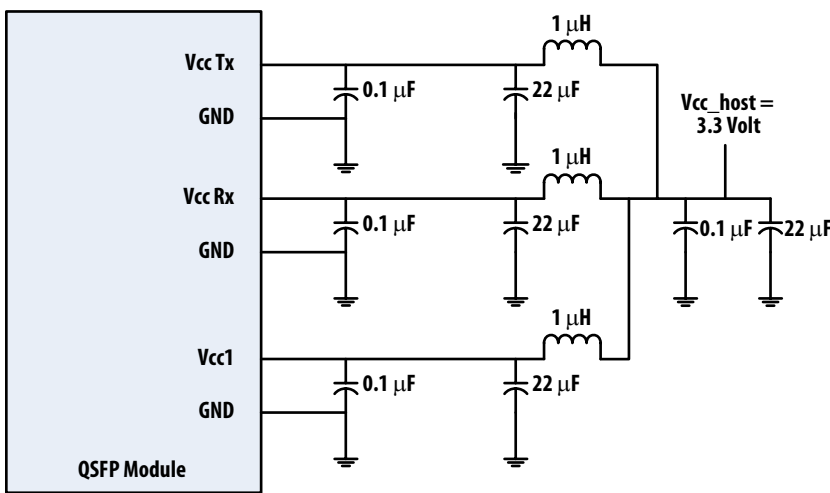 1 μH
Vcc Tx
0.1 μF
22 μF
GND
Vcc_host =
3.3 Volt
1 μH
Vcc Rx
0.1 μF
22 μF
0.1 μF
22 μF
GND
1 μH
Vcc1
0.1 μF
22 μF
GND
QSFP Module